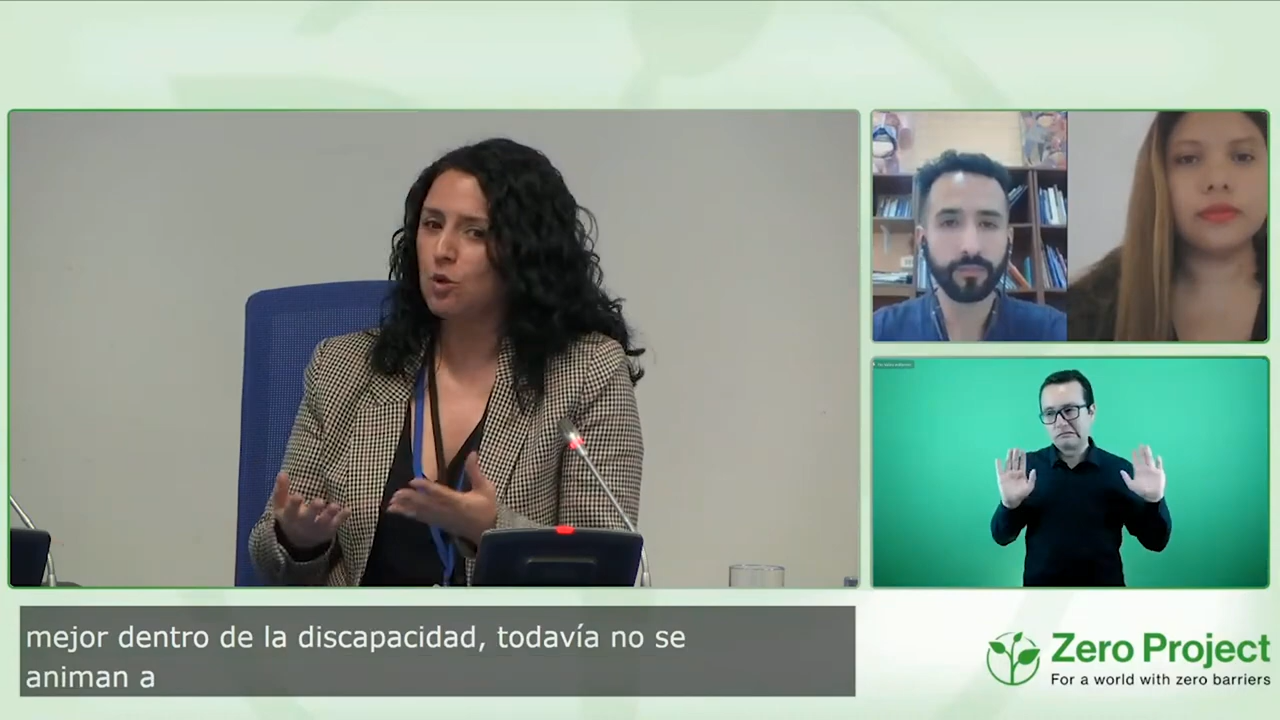 mejor dentro de la discapacidad, todavía no se
animan a
Zero Project
For a world with zero barriers